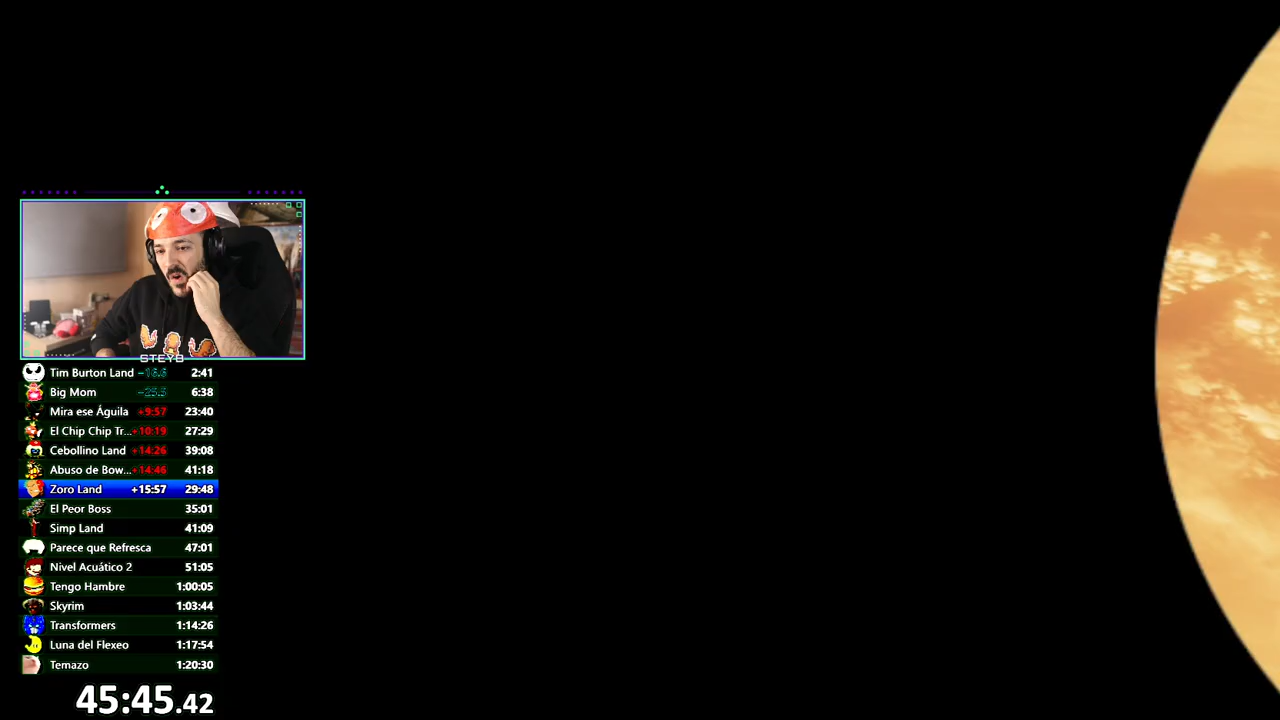 STEYB
Tim Burton Land -16.6 2:41
Big Mom -25.5 6:38
Mira ese Águila +9:57 23:40
El Chip Chip Tr... +10:19 27:29
Cebollino Land +14:26 39:08
Abuso de Bow... +14:46 41:18
Zoro Land +15:57 29:48
El Peor Boss 35:01
Simp Land 41:09
Parece que Refresca 47:01
Nivel Acuático 2 51:05
Tengo Hambre 1:00:05
Skyrim 1:03:44
Transformers 1:14:26
Luna del Flexeo 1:17:54
Temazo 1:20:30
45:45.42